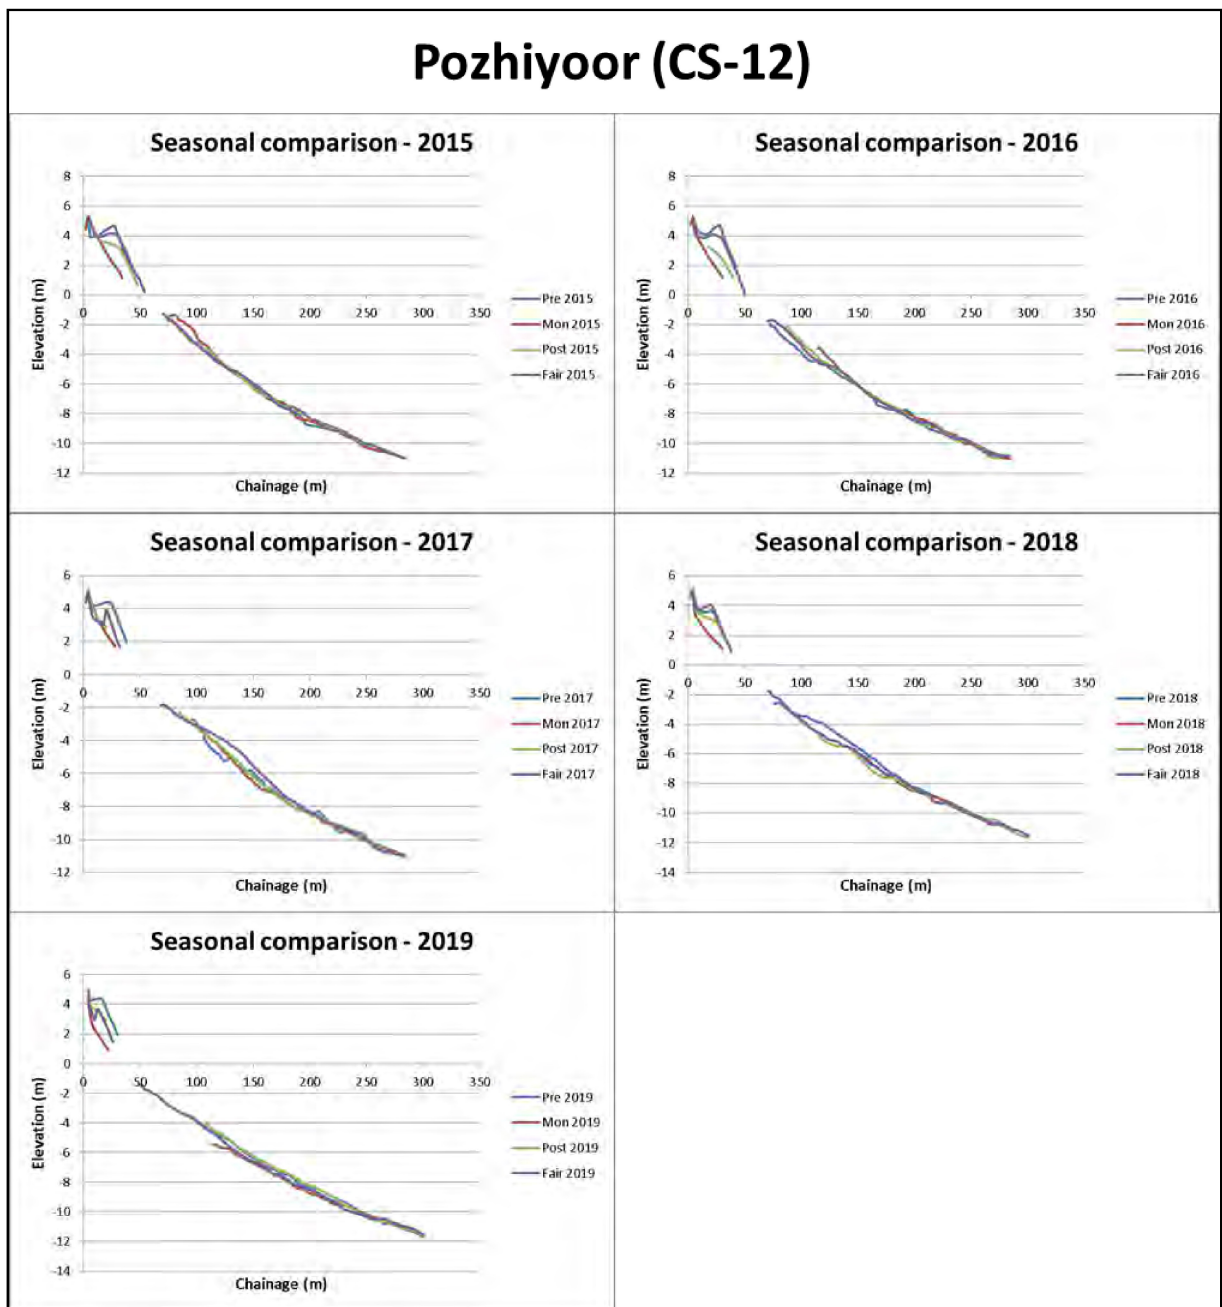 Pozhiyoor (CS-12)
Seasonal comparison - 2015
8
6
4
2
0
-2
-4
-6
-8
-10
-12
0 50 100 150 200 250 300 350
Elevation (m)
Chainage (m)
Pre 2015
Mon 2015
Post 2015
Fair 2015
Seasonal comparison - 2016
8
6
4
2
0
-2
-4
-6
-8
-10
-12
0 50 100 150 200 250 300 350
Elevation (m)
Chainage (m)
Pre 2016
Mon 2016
Post 2016
Fair 2016
Seasonal comparison - 2017
6
4
2
0
-2
-4
-6
-8
-10
-12
0 50 100 150 200 250 300 350
Elevation (m)
Chainage (m)
Pre 2017
Mon 2017
Post 2017
Fair 2017
Seasonal comparison - 2018
6
4
2
0
-2
-4
-6
-8
-10
-12
-14
0 50 100 150 200 250 300 350
Elevation (m)
Chainage (m)
Pre 2018
Mon 2018
Post 2018
Fair 2018
Seasonal comparison - 2019
6
4
2
0
-2
-4
-6
-8
-10
-12
-14
0 50 100 150 200 250 300 350
Elevation (m)
Chainage (m)
Pre 2019
Mon 2019
Post 2019
Fair 2019